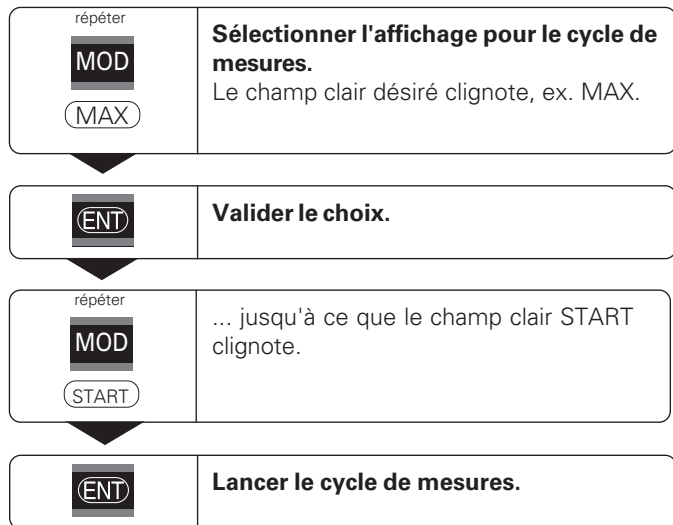 répéter
MOD
MAX
Sélectionner l'affichage pour le cycle de
mesures.
Le champ clair désiré clignote, ex. MAX.
ENT
Valider le choix.
répéter
MOD
START
... jusqu'à ce que le champ clair START
clignote.
ENT
Lancer le cycle de mesures.